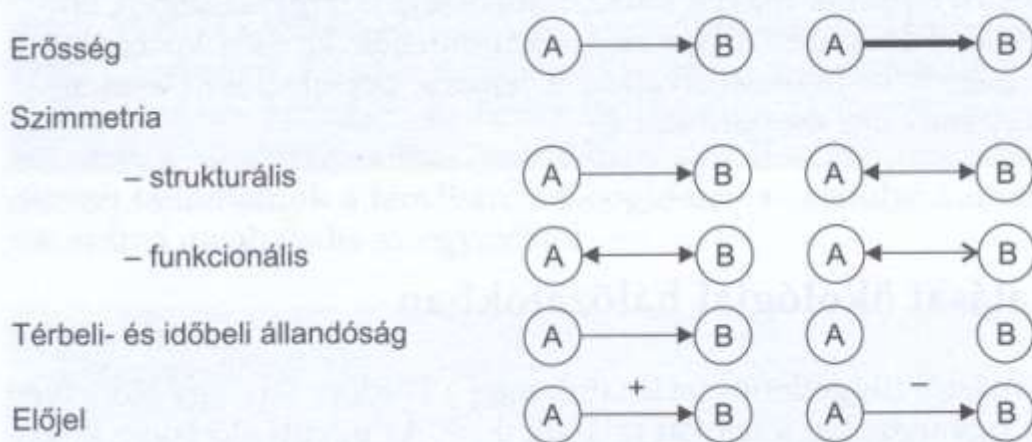 Erősség A B A B
Szimmetria
– strukturális A B A B
– funkcionális A B A B
Térbeli- és időbeli állandóság A B A B
+ –
Előjel A B A B